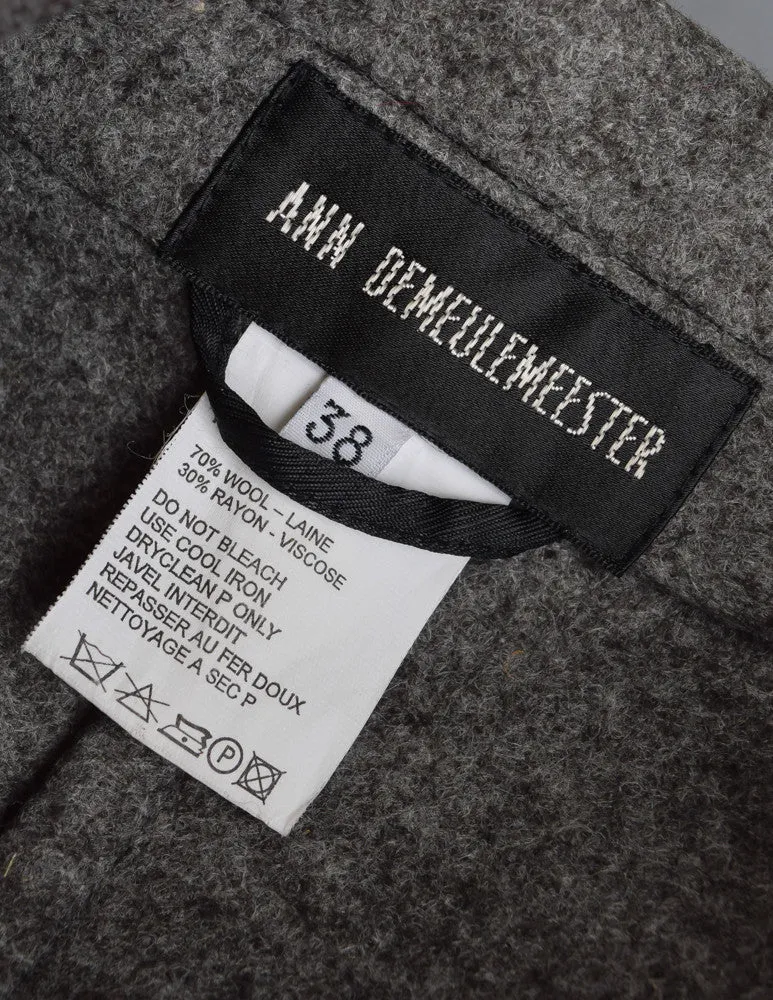 ANN DEMEULEMEESTER
38
70% WOOL – LAINE
30% RAYON - VISCOSE
DO NOT BLEACH
USE COOL IRON
DRYCLEAN P ONLY
JAVEL INTERDIT
REPASSER AU FER DOUX
NETTOYAGE A SEC P
P